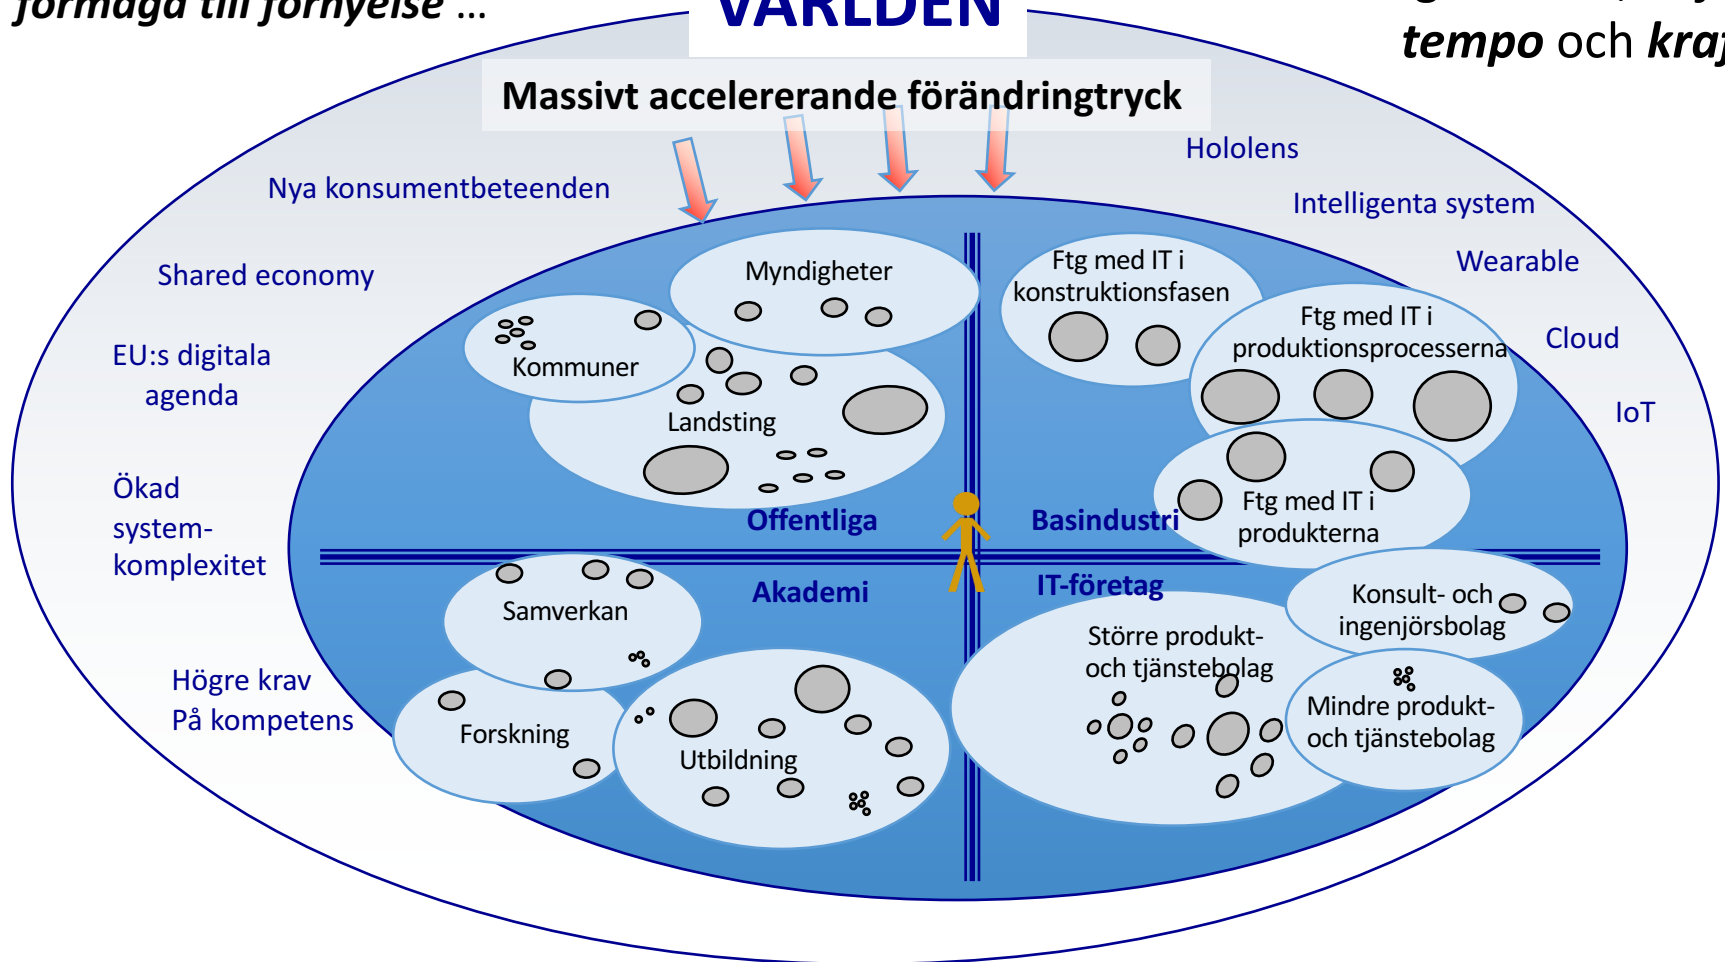 förmåga till förnyelse ...
VÄRLDEN
tempo och
Massivt accelererande förändringtryck
Nya konsumentbeteenden
Shared economy
EU:s digitala
agenda
Ökad
system-
komplexitet
Högre krav
På kompetens
Hololens
Intelligenta system
Wearable
Cloud
IoT
Myndigheter
Kommuner
Landsting
Offentliga
Ftg med IT i
konstruktionsfasen
Ftg med IT i
produktionsprocesserna
Ftg med IT i
produkterna
Basindustri
Akademi
Samverkan
Forskning
Utbildning
IT-företag
Större produkt-
och tjänstebolag
Konsult- och
ingenjörsbolag
Mindre produkt-
och tjänstebolag